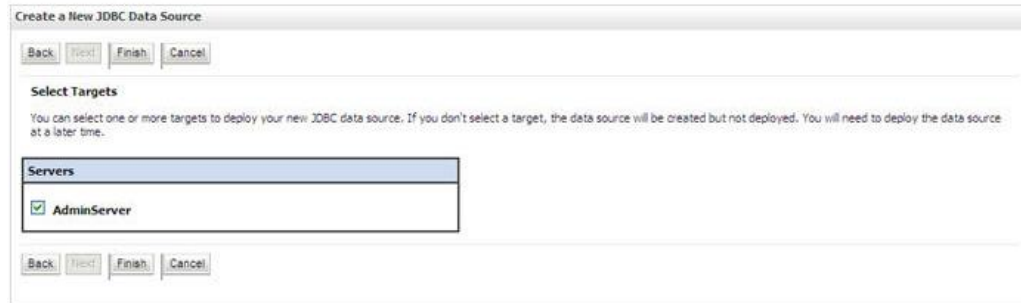 Create a New JDBC Data Source
Back Next Finish Cancel
Select Targets
You can select one or more targets to deploy your new JDBC data source. If you don't select a target, the data source will be created but not deployed. You will need to deploy the data source
at a later time.
Servers
AdminServer
Back Next Finish Cancel